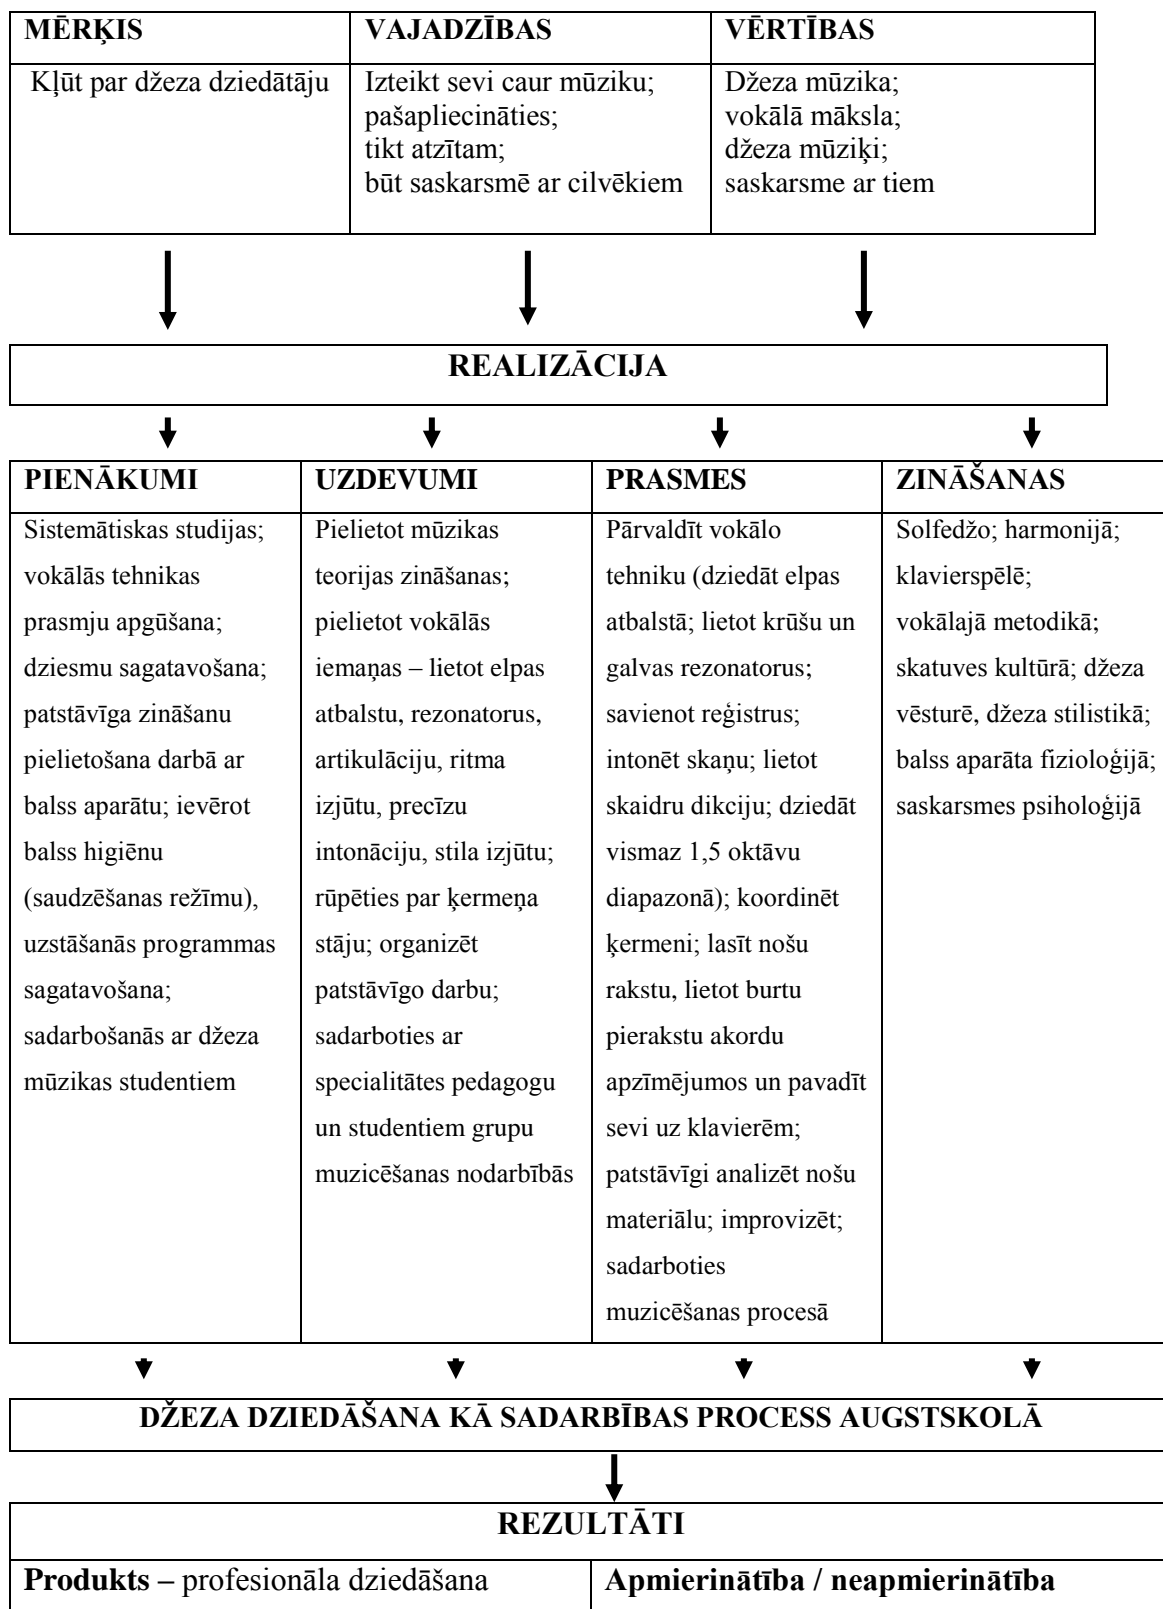 MĒRĶIS
VAJADZĪBAS
VĒRTĪBAS
Kļūt par džeza dziedātāju
Izteikt sevi caur mūziku;
pašapliecināties;
tikt atzītam;
būt saskarsmē ar cilvēkiem
Džeza mūzika;
vokālā māksla;
džeza mūziķi;
saskarsme ar tiem
REALIZĀCIJA
PIENĀKUMI
UZDEVUMI
PRASMES
ZINĀŠANAS
Sistemātiskas studijas;
vokālās tehnikas
prasmju apgūšana;
dziesmu sagatavošana;
patstāvīga zināšanu
pielietošana darbā ar
balss aparātu; ievērot
balss higiēnu
(saudzēšanas režīmu),
uzstāšanās programmas
sagatavošana;
sadarbošanās ar džeza
mūzikas studentiem
Pielietot mūzikas
teorijas zināšanas;
pielietot vokālās
iemaņas – lietot elpas
atbalstu, rezonatorus,
artikulāciju, ritma
izjūtu, precīzu
intonāciju, stila izjūtu;
rūpēties par ķermeņa
stāju; organizēt
patstāvīgo darbu;
sadarboties ar
specialitātes pedagogu
un studentiem grupu
muzicēšanas nodarbībās
Pārvaldīt vokālo
tehniku (dziedāt elpas
atbalstā; lietot krūšu un
galvas rezonatorus;
savienot reģistrus;
intonēt skaņu; lietot
skaidru dikciju; dziedāt
vismaz 1,5 oktāvu
diapazonā); koordinēt
ķermeni; lasīt nošu
rakstu, lietot burtu
pierakstu akordu
apzīmējumos un pavadīt
sevi uz klavierēm;
patstāvīgi analizēt nošu
materiālu; improvizēt;
sadarboties
muzicēšanas procesā
Solfedžo; harmonijā;
klavierspēlē;
vokālajā metodikā;
skatuves kultūrā; džeza
vēsturē, džeza stilistikā;
balss aparāta fizioloģijā;
saskarsmes psiholoģijā
DŽEZA DZIEDĀŠANA KĀ SADARBĪBAS PROCESS AUGSTSKOLĀ
REZULTĀTI
Produkts – profesionāla dziedāšana
Apmierinātība / neapmierinātība